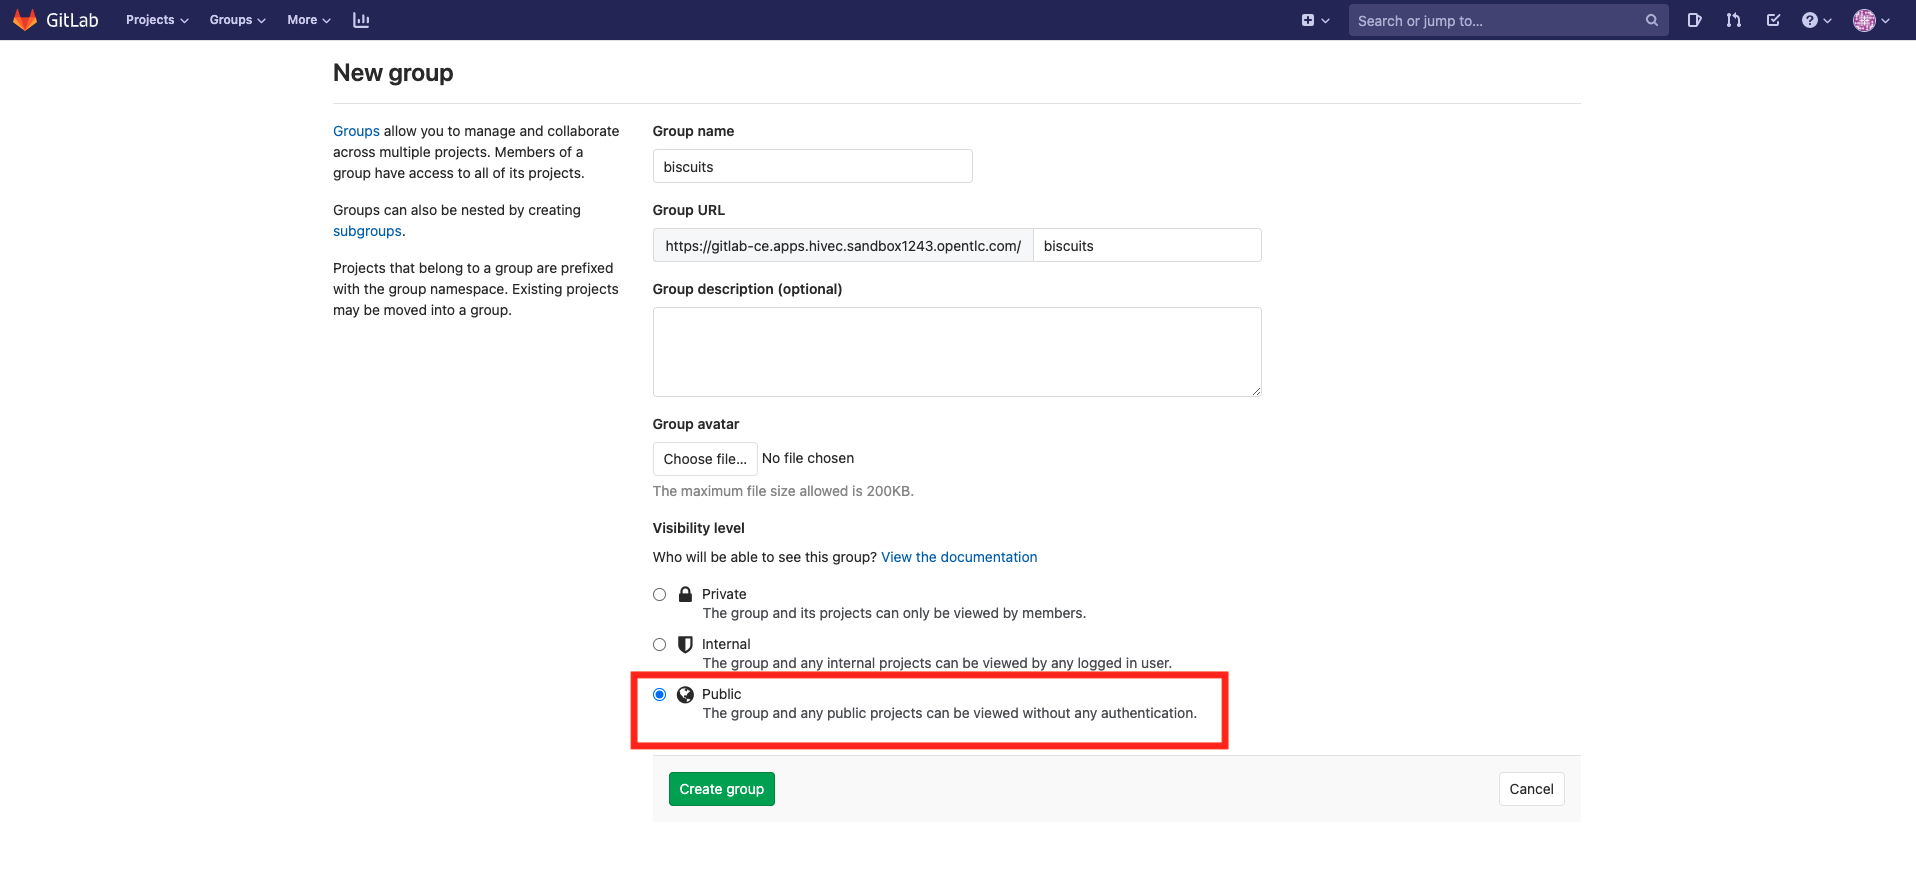 GitLab Projects Groups More Search or jump to...
New group
Groups allow you to manage and collaborate
across multiple projects. Members of a
group have access to all of its projects.
Groups can also be nested by creating
subgroups.
Projects that belong to a group are prefixed
with the group namespace. Existing projects
may be moved into a group.
Group name
biscuits
Group URL
https://gitlab-ce.apps.hivec.sandbox1243.opentlc.com/ biscuits
Group description (optional)
Group avatar
Choose file... No file chosen
The maximum file size allowed is 200KB.
Visibility level
Who will be able to see this group? View the documentation
Private
The group and its projects can only be viewed by members.
Internal
The group and any internal projects can be viewed by any logged in user.
Public
The group and any public projects can be viewed without any authentication.
Create group Cancel